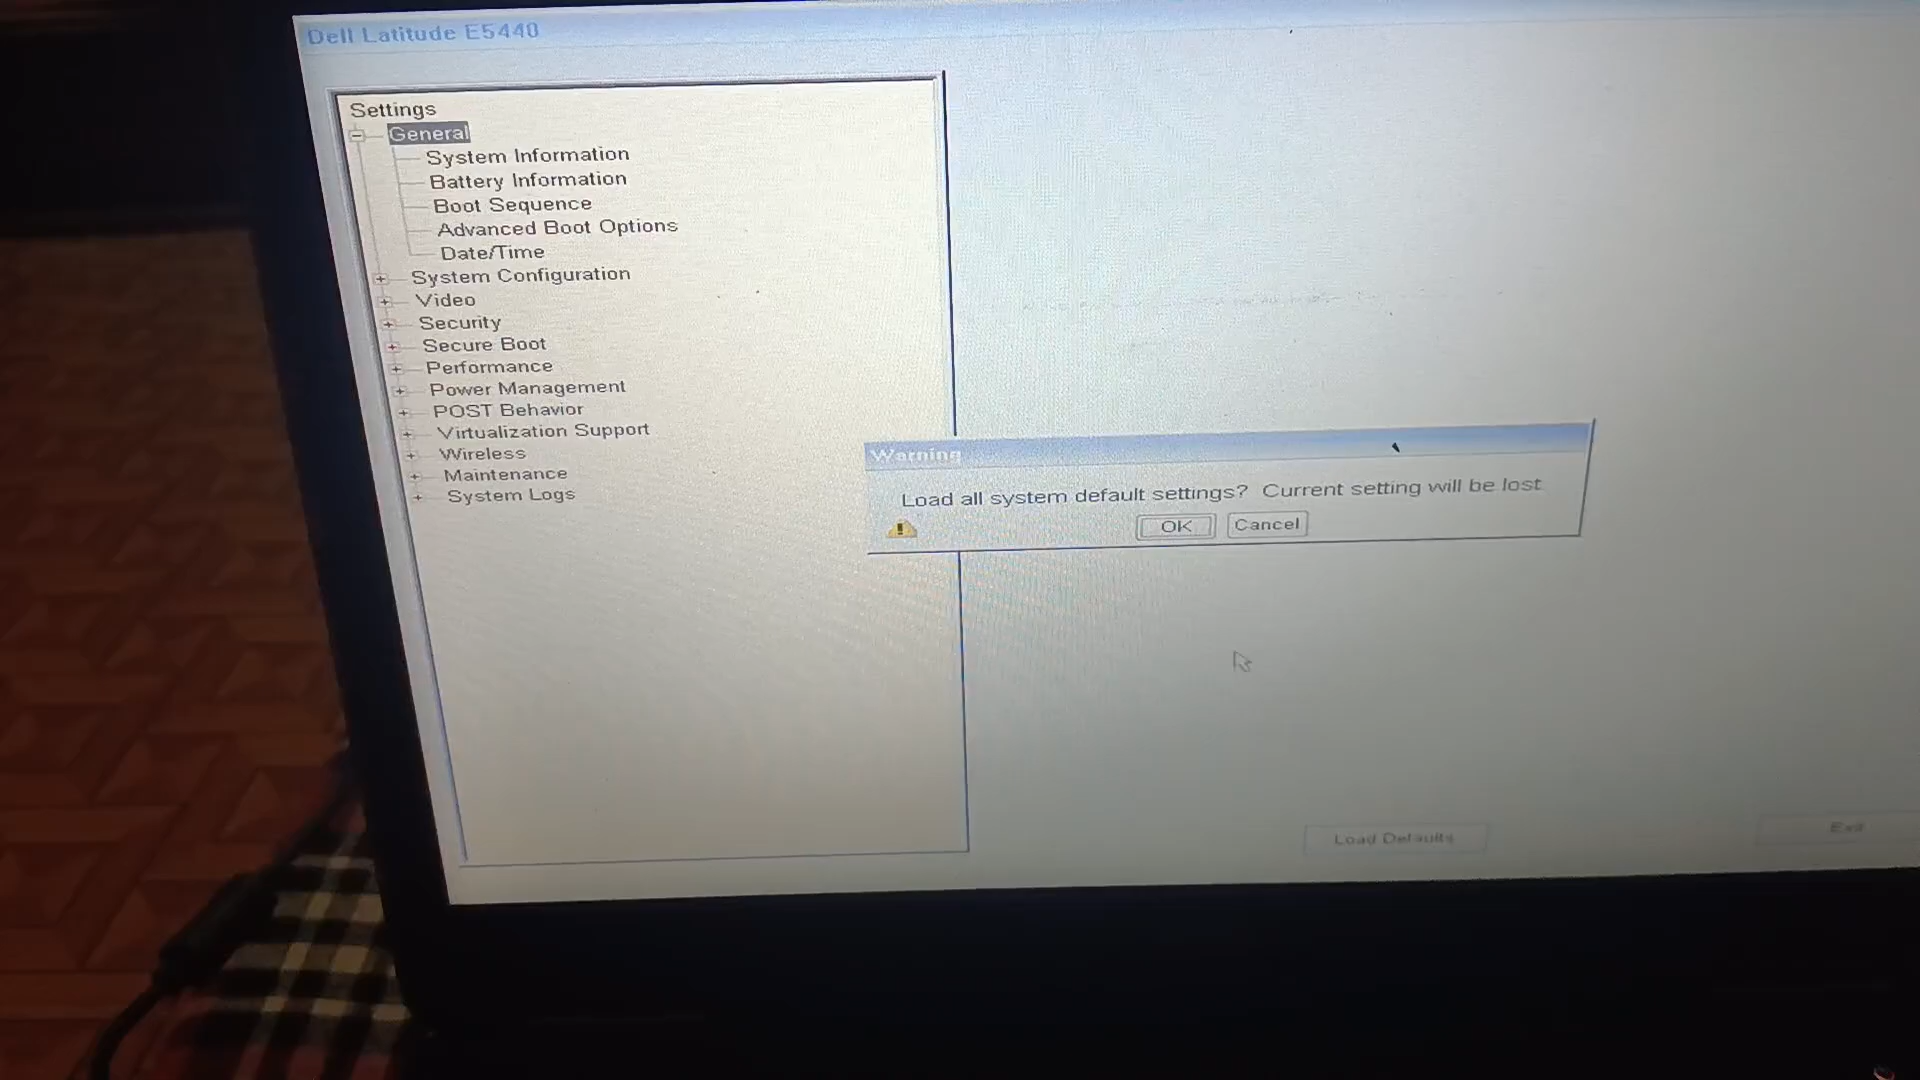 Dell Latitude E5440
Settings
General
System Information
Battery Information
Boot Sequence
Advanced Boot Options
Date/Time
System Configuration
Video
Security
Secure Boot
Performance
Power Management
POST Behavior
Virtualization Support
Wireless
Maintenance
System Logs
Warning
Load all system default settings? Current setting will be lost
OK Cancel
Load Defaults Exit